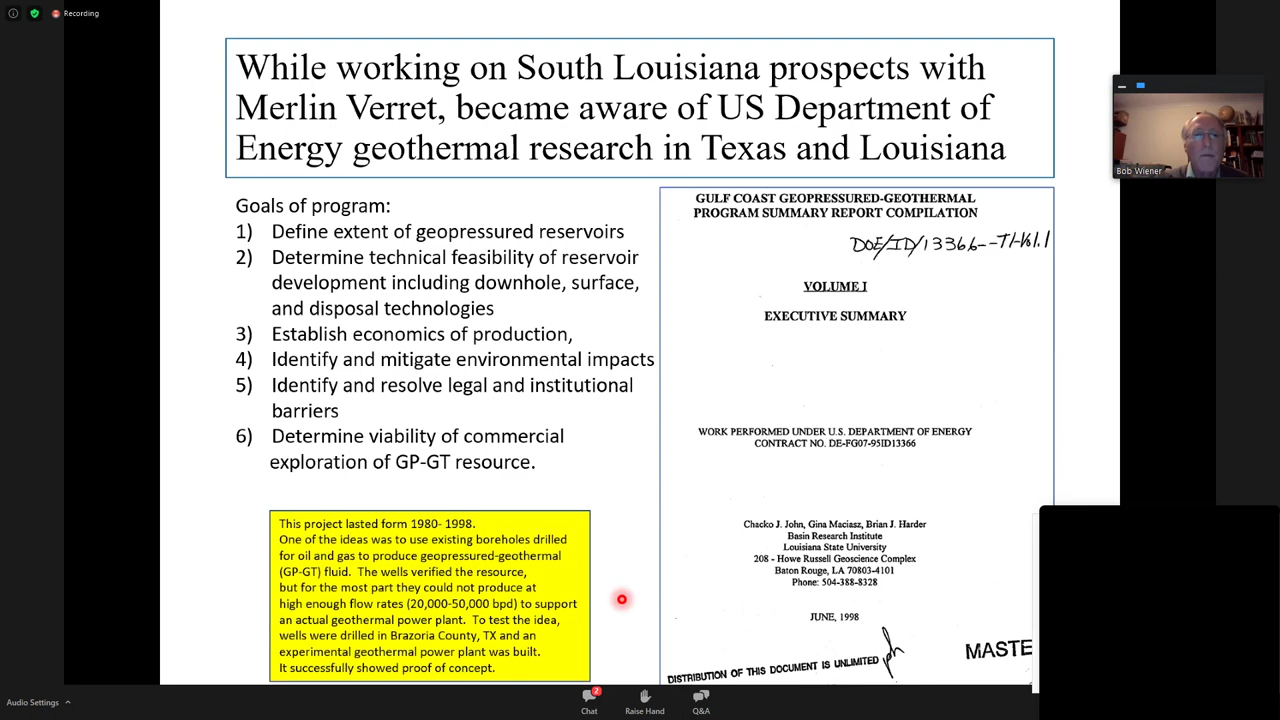 Recording
While working on South Louisiana prospects with
Merlin Verret, became aware of US Department of
Energy geothermal research in Texas and Louisiana
Bob Wiener
Goals of program:
1) Define extent of geopressured reservoirs
2) Determine technical feasibility of reservoir
development including downhole, surface,
and disposal technologies
3) Establish economics of production,
4) Identify and mitigate environmental impacts
5) Identify and resolve legal and institutional
barriers
6) Determine viability of commercial
exploration of GP-GT resource.
This project lasted form 1980- 1998.
One of the ideas was to use existing boreholes drilled
for oil and gas to produce geopressured-geothermal
(GP-GT) fluid. The wells verified the resource,
but for the most part they could not produce at
high enough flow rates (20,000-50,000 bpd) to support
an actual geothermal power plant. To test the idea,
wells were drilled in Brazoria County, TX and an
experimental geothermal power plant was built.
It successfully showed proof of concept.
GULF COAST GEOPRESSURED-GEOTHERMAL
PROGRAM SUMMARY REPORT COMPILATION
DOE/ID/13366--T1-Vol.1
VOLUME I
EXECUTIVE SUMMARY
WORK PERFORMED UNDER U.S. DEPARTMENT OF ENERGY
CONTRACT NO. DE-FG07-95ID13366
Chacko J. John, Gina Maciasz, Brian J. Harder
Basin Research Institute
Louisiana State University
208 - Howe Russell Geoscience Complex
Baton Rouge, LA 70803-4101
Phone: 504-388-8328
JUNE, 1998
DISTRIBUTION OF THIS DOCUMENT IS UNLIMITED
MASTE
Audio Settings
2
Chat
Raise Hand
Q&A